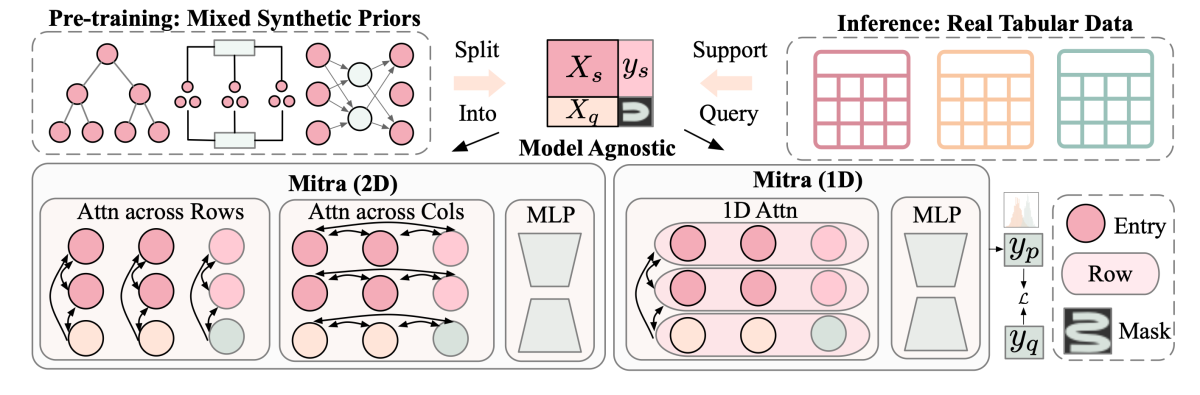 Pre-training: Mixed Synthetic Priors
Inference: Real Tabular Data
Split
Into
X_s y_s
X_q
Support
Query
Model Agnostic
Mitra (2D)
Attn across Rows
Attn across Cols
MLP
Mitra (1D)
1D Attn
MLP
y_p
ℒ
y_q
Entry
Row
Mask